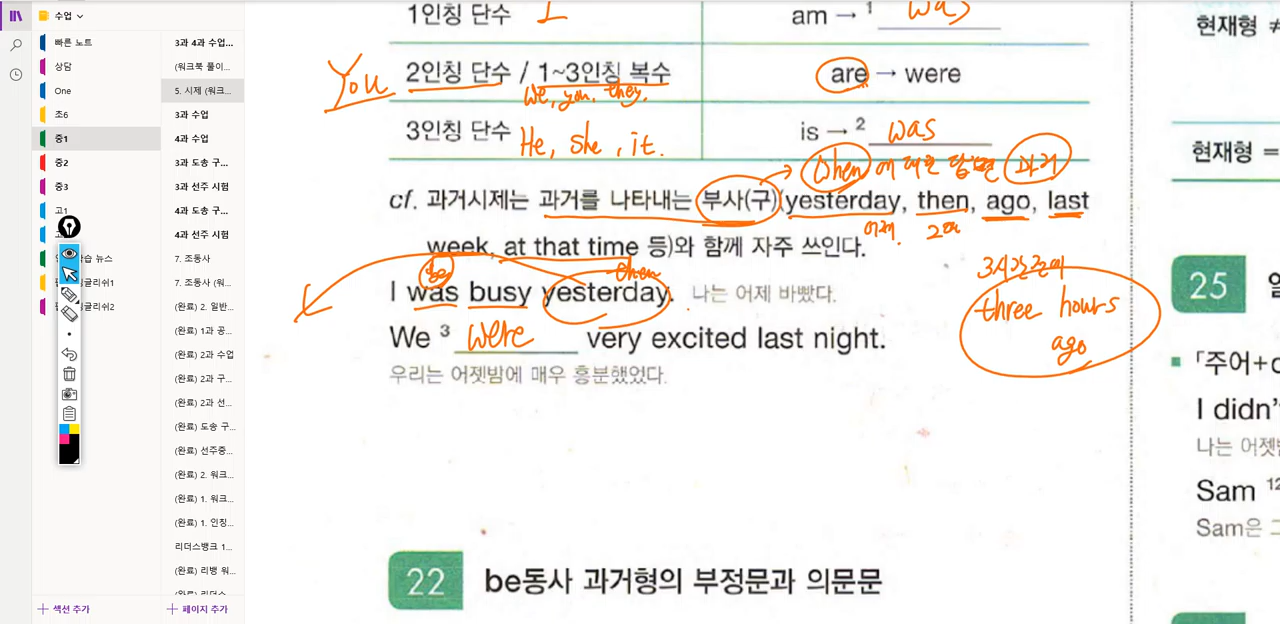 수업
빠른 노트
상담
One
초6
중1
중2
중3
고1
습 뉴스
글리쉬1
글리쉬2
섹션 추가
3과 4과 수업...
(워크북 풀이...
5. 시제 (워크...
3과 수업
4과 수업
3과 도송 구...
3과 선주 시험
4과 도송 구...
4과 선주 시험
7. 조동사
7. 조동사 (워...
(완료) 2. 일반...
(완료) 1과 공...
(완료) 2과 수업
(완료) 2과 구...
(완료) 2과 선...
(완료) 도송 구...
(완료) 선주중...
(완료) 2. 워크...
(완료) 1. 워크...
(완료) 1. 인칭...
리더스뱅크 1...
(완료) 리뱅 워...
(완료) 리더스...
페이지 추가
1인칭 단수 I am → 1 was
You 2인칭 단수 / 1~3인칭 복수 are → were
we, you, they.
3인칭 단수 He, she, it. is → 2 was
When에 대한 답변 과거
cf. 과거시제는 과거를 나타내는 부사(구)(yesterday, then, ago, last
어제. 그때
week, at that time 등)와 함께 자주 쓰인다.
be then
I was busy yesterday. 나는 어제 바빴다.
We 3 were very excited last night.
우리는 어젯밤에 매우 흥분했었다.
3시간전에
three hours
ago
22 be동사 과거형의 부정문과 의문문
현재형
현재형 =
25
「주어+
I didn'
나는 어젯
Sam 12
Sam은 그